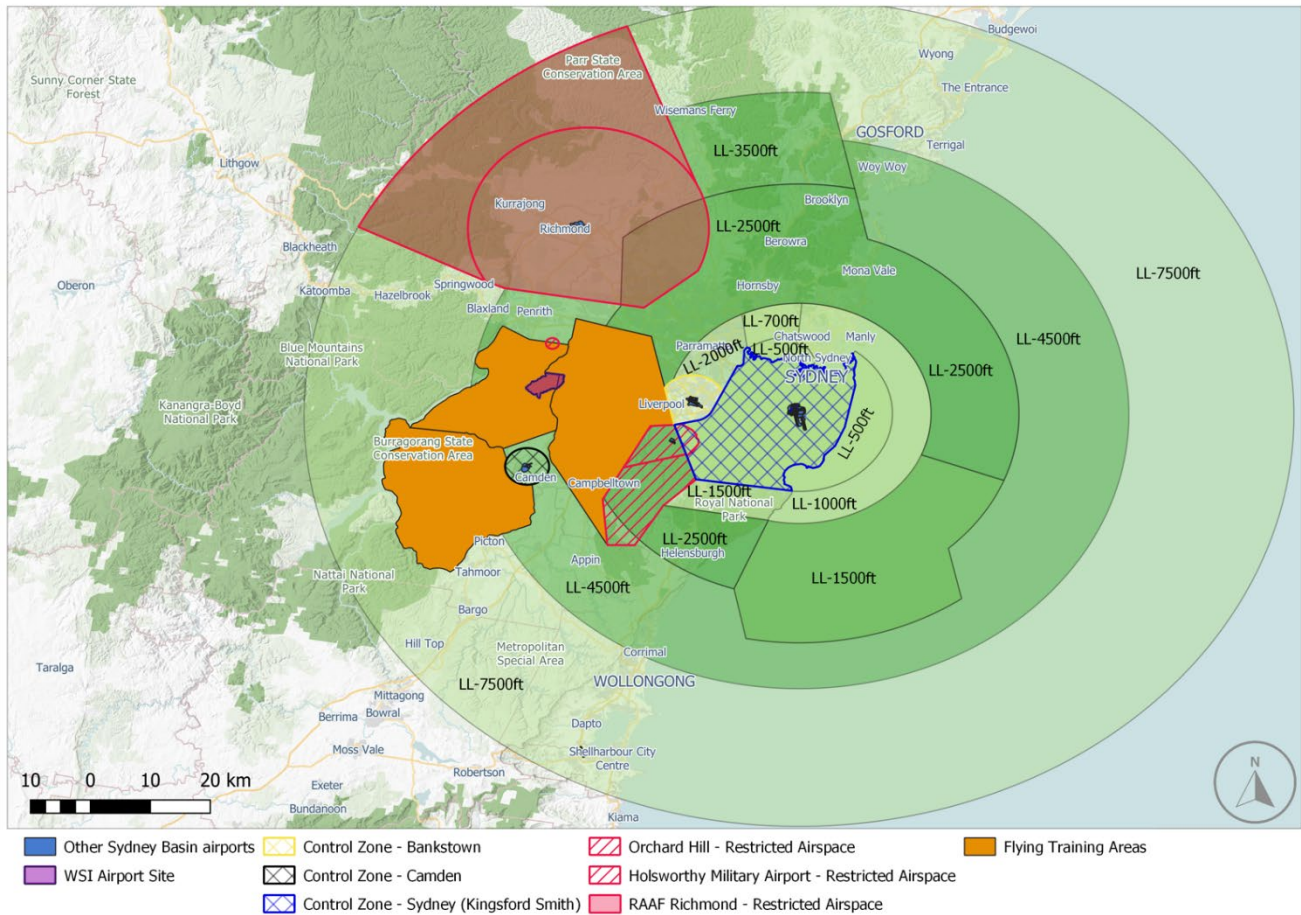 Budgewoi
Sunny Corner State
Forest
Parr State
Conservation Area
Wyong
The Entrance
Wisemans Ferry
GOSFORD
Terrigal
LL-3500ft
Lithgow
Woy Woy
Kurrajong
Brooklyn
Richmond
LL-2500ft
Blackheath
Berowra
LL-7500ft
Oberon
Katoomba
Hazelbrook
Springwood
Mona Vale
Hornsby
Blaxland
Penrith
LL-700ft
LL-4500ft
Blue Mountains
National Park
Parramatta
Chatswood
Manly
LL-2000ft
LL-500ft
North Sydney
SYDNEY
LL-2500ft
Kanangra-Boyd
National Park
Liverpool
Burragorang State
Conservation Area
LL-500ft
Camden
Campbelltown
LL-1500ft
Royal National
Park
LL-1000ft
Picton
LL-2500ft
Helensburgh
Appin
Nattai National
Park
Tahmoor
LL-4500ft
LL-1500ft
Bargo
Hill Top
Metropolitan
Special Area
Corrimal
Taralga
LL-7500ft
WOLLONGONG
Mittagong
Berrima
Bowral
Dapto
Moss Vale
Shellharbour City
Centre
Robertson
Exeter
Bundanoon
Kiama
10 0 10 20 km
N
Other Sydney Basin airports
WSI Airport Site
Control Zone - Bankstown
Control Zone - Camden
Control Zone - Sydney (Kingsford Smith)
Orchard Hill - Restricted Airspace
Holsworthy Military Airport - Restricted Airspace
RAAF Richmond - Restricted Airspace
Flying Training Areas